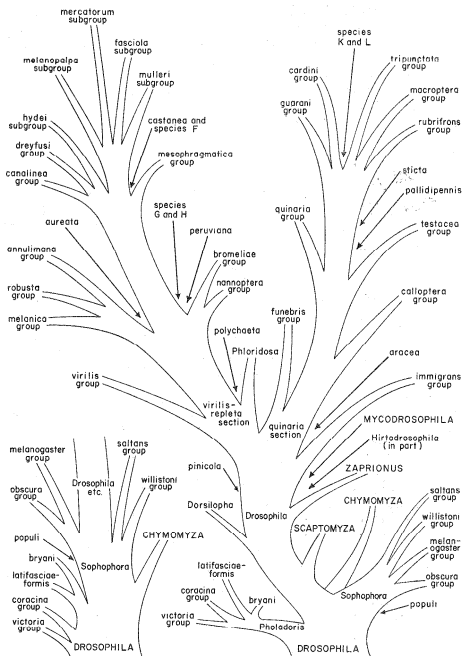 mercatorum
subgroup
fasciola
subgroup
melanopalpa
subgroup
mulleri
subgroup
castanea and
species F
hydei
subgroup
dreyfusi
group
canalinea
group
mesophragmatica
group
aureata
species
G and H
peruviana
annulimana
group
bromeliae
group
nannoptera
group
robusta
group
melanica
group
polychaeta
Phloridosa
funebris
group
virilis
group
virilis-
repleta
section
species
K and L
cardini
group
tripunctata
group
guarani
group
macroptera
group
rubrifrons
group
sticta
pallidipennis
quinaria
group
testacea
group
calloptera
group
aracea
immigrans
group
quinaria
section
MYCODROSOPHILA
Hirtodrosophila
(in part)
ZAPRIONUS
pinicola
Dorsilopha
Drosophila
SCAPTOMYZA
CHYMOMYZA
saltans
group
willistoni
group
melan-
ogaster
group
obscura
group
Sophophora
populi
melanogaster
group
saltans
group
Drosophila
etc.
willistoni
group
obscura
group
CHYMOMYZA
populi
bryani
Sophophora
latifasciae-
formis
coracina
group
victoria
group
DROSOPHILA
latifasciae-
formis
coracina
group
bryani
victoria
group
Pholadoris
DROSOPHILA